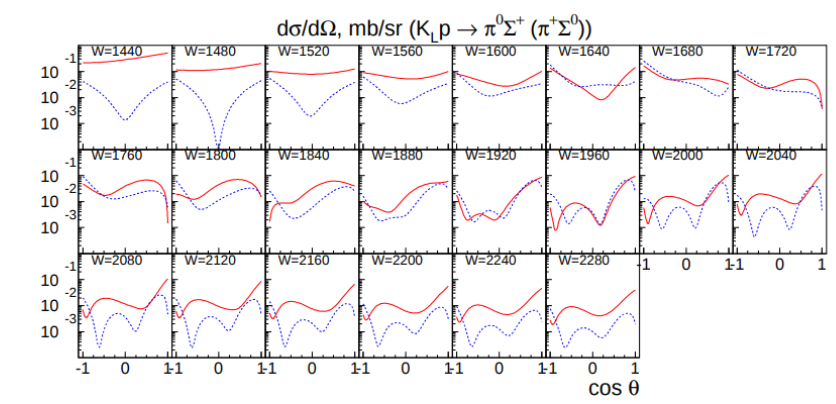 dσ/dΩ, mb/sr (K_L p → π⁰Σ⁺ (π⁺Σ⁰))
W=1440 W=1480 W=1520 W=1560 W=1600 W=1640 W=1680 W=1720
10 -1
10 -2
10 -3
W=1760 W=1800 W=1840 W=1880 W=1920 W=1960 W=2000 W=2040
10 -1
10 -2
10 -3
-1 0 1 -1 0 1
W=2080 W=2120 W=2160 W=2200 W=2240 W=2280
10 -1
10 -2
10 -3
-1 0 1 -1 0 1 -1 0 1 -1 0 1 -1 0 1 -1 0 1
cos θ